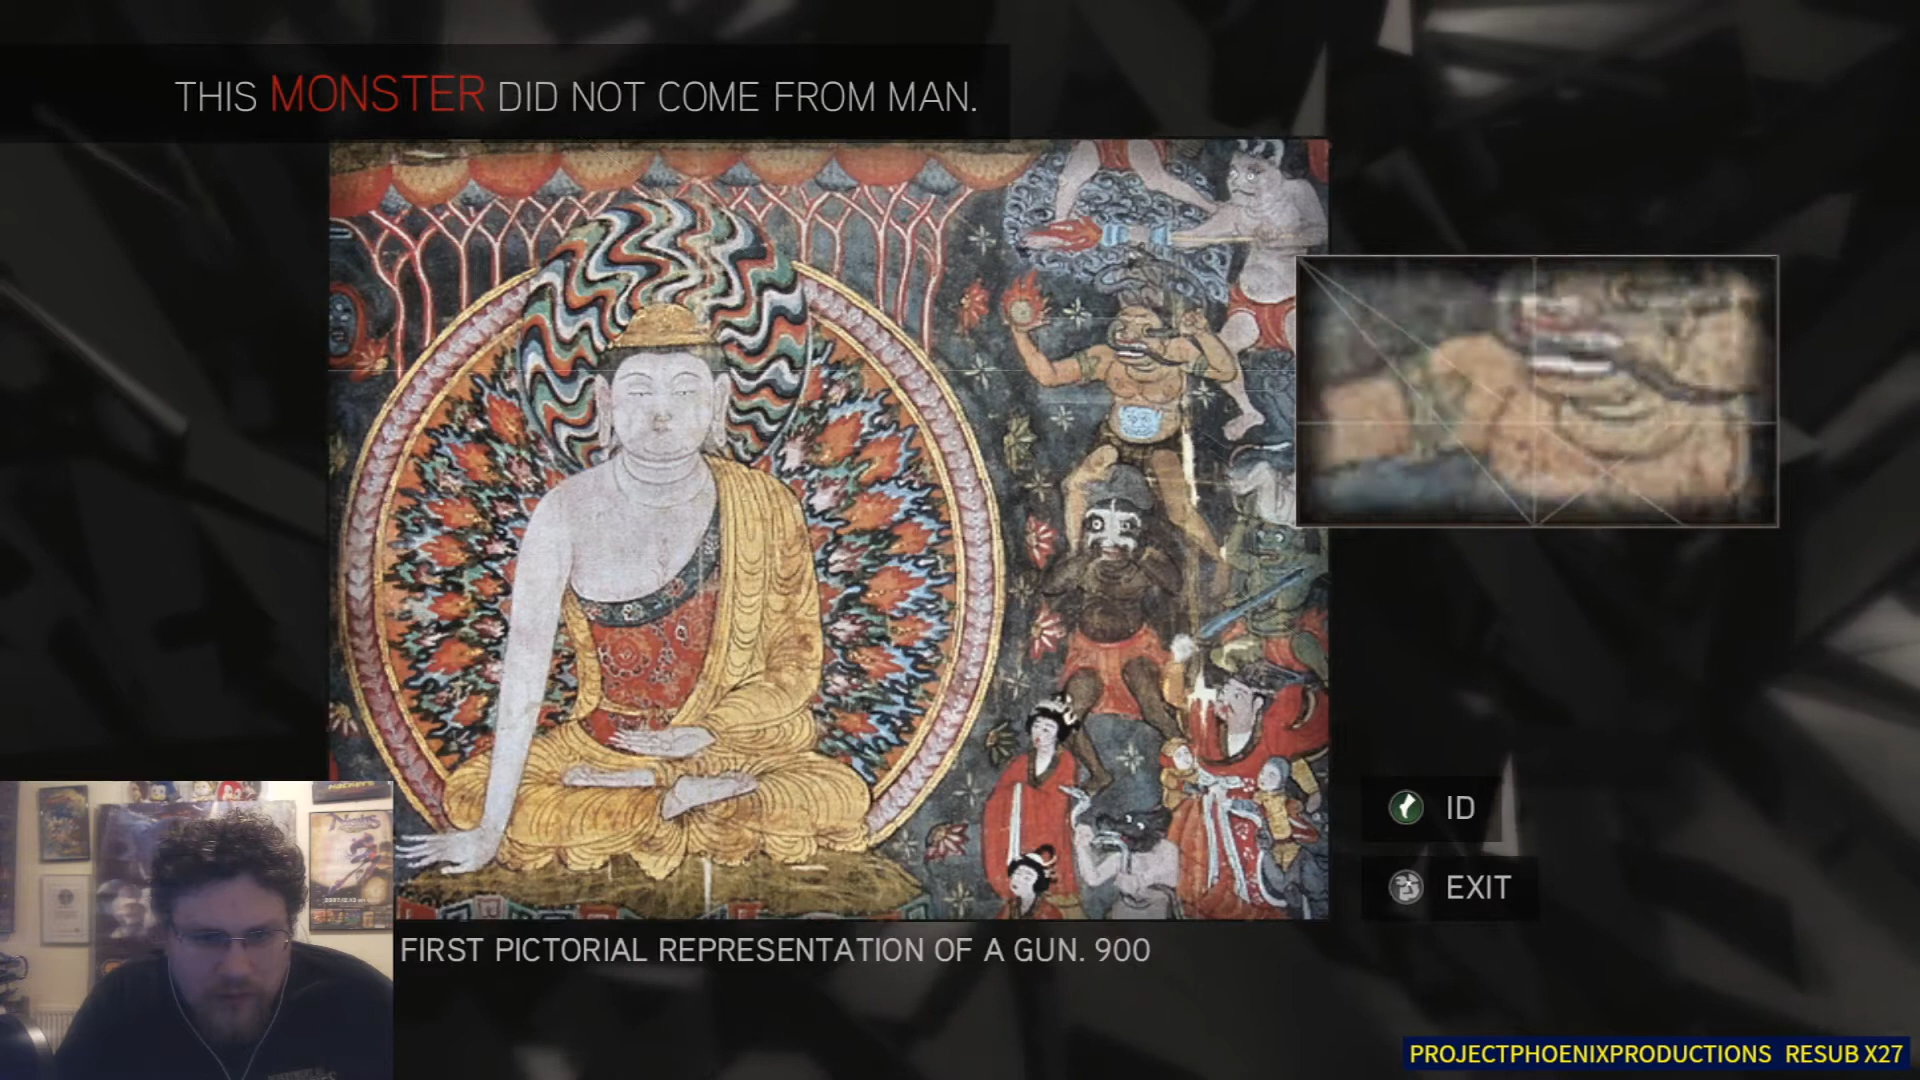 THIS MONSTER DID NOT COME FROM MAN.
ID
EXIT
FIRST PICTORIAL REPRESENTATION OF A GUN. 900
PROJECTPHOENIXPRODUCTIONS RESUB X27